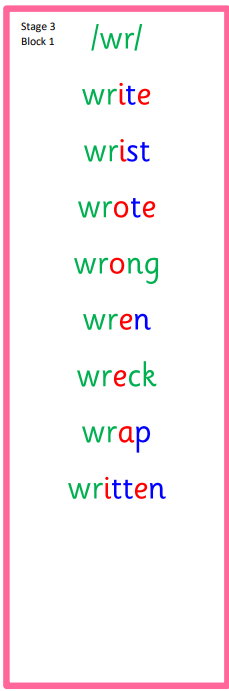 Stage 3
Block 1
/wr/
write
wrist
wrote
wrong
wren
wreck
wrap
written